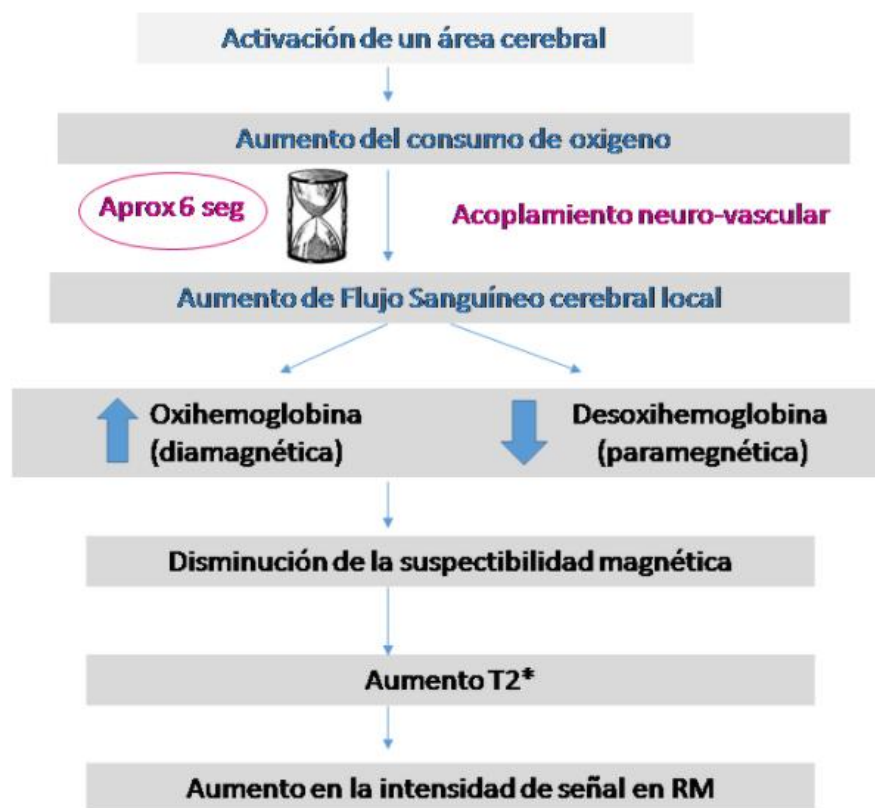 Activación de un área cerebral
Aumento del consumo de oxigeno
Aprox 6 seg
Acoplamiento neuro-vascular
Aumento de Flujo Sanguíneo cerebral local
Oxihemoglobina
(diamagnética)
Desoxihemoglobina
(paramegnética)
Disminución de la suspectibilidad magnética
Aumento T2*
Aumento en la intensidad de señal en RM